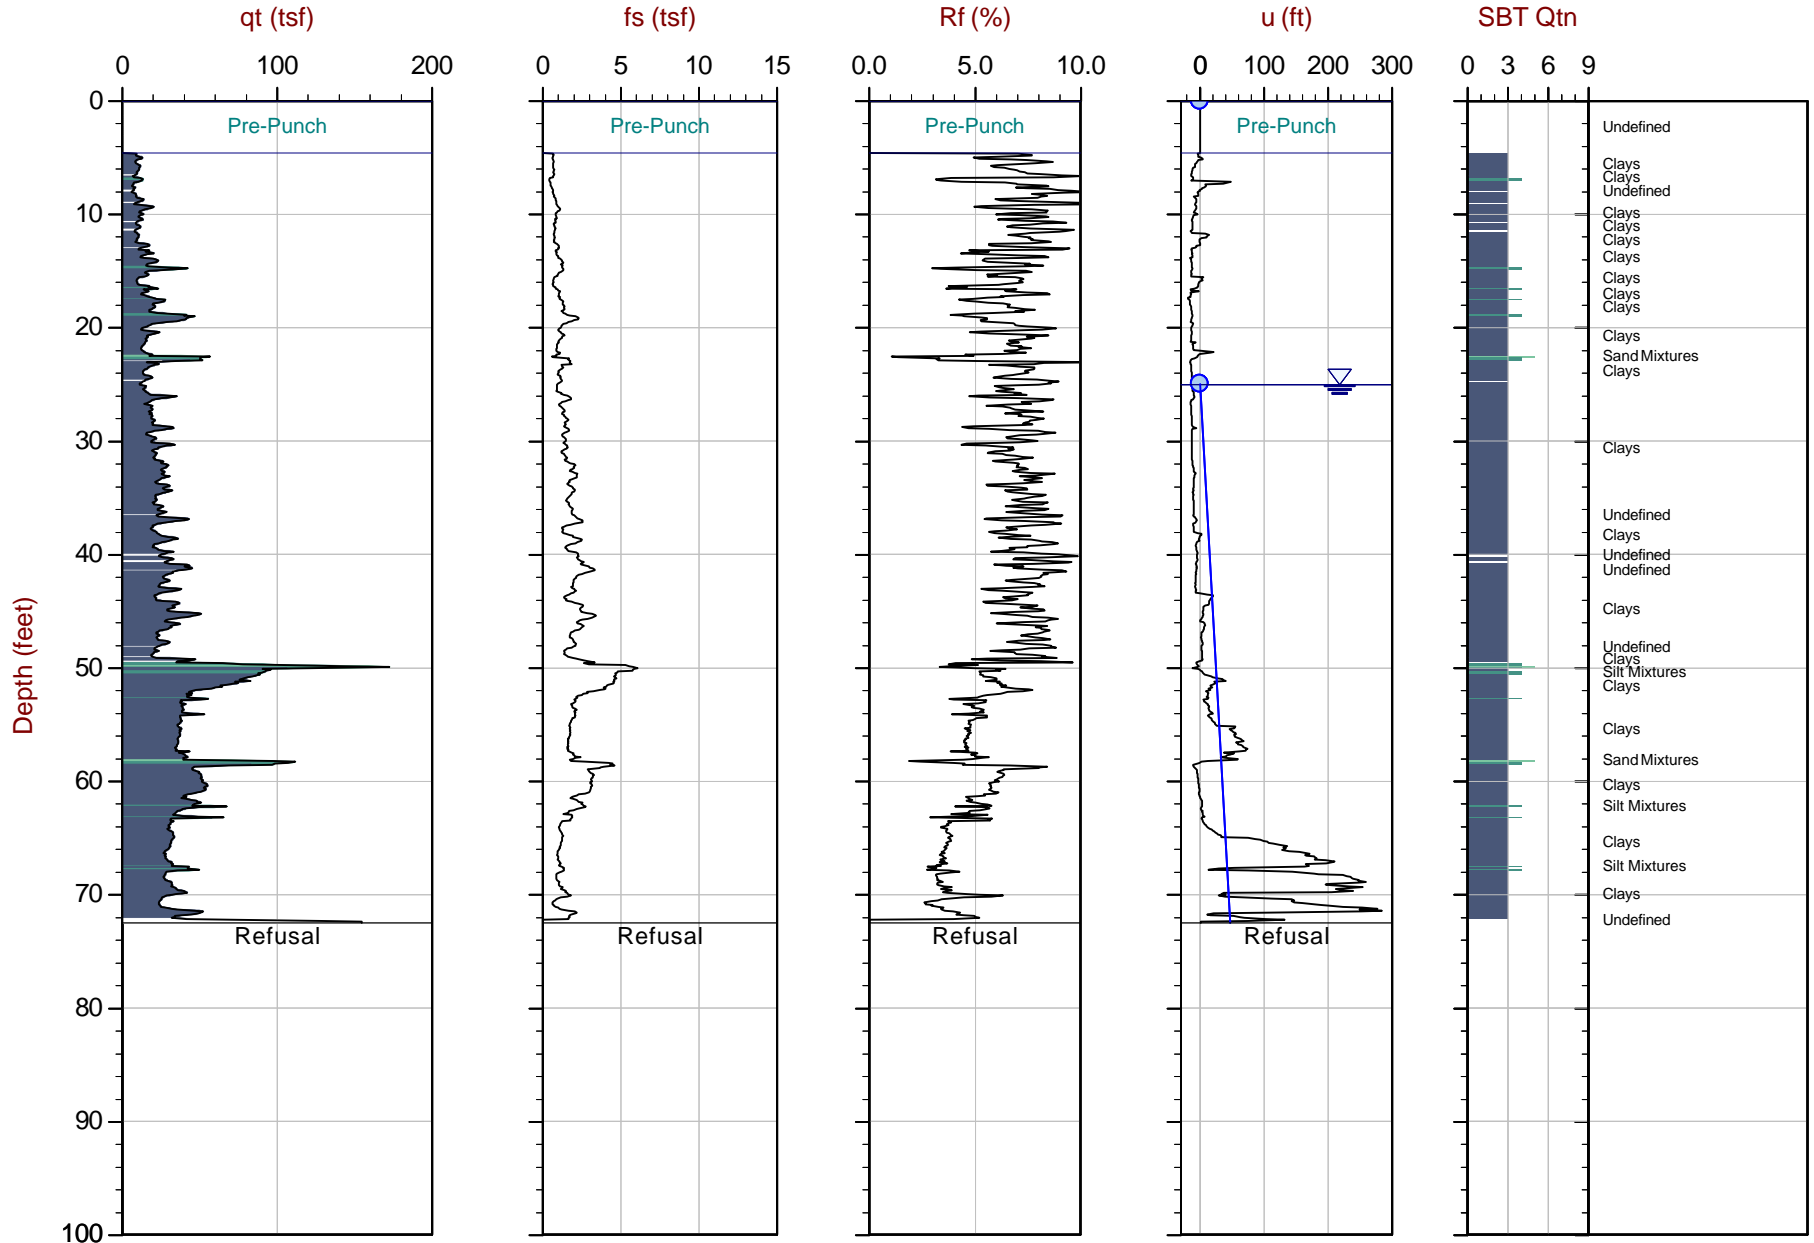 qt (tsf) fs (tsf) Rf (%) u (ft) SBT Qtn
0 100 200 0 5 15 0.0 5.0 10.0 0 100 200 300 0 3 6 9
10
0
Pre-Punch Pre-Punch Pre-Punch Pre-Punch
Undefined
Clays
Clays
Undefined
10
Clays
Clays
Clays
Clays
Clays
Clays
Clays
20
Clays
Sand Mixtures
Clays
30
Clays
Undefined
Clays
40
Undefined
Undefined
Clays
Undefined
Clays
50
Silt Mixtures
Clays
Clays
Sand Mixtures
60
Clays
Silt Mixtures
Clays
Silt Mixtures
70
Clays
Undefined
Refusal Refusal Refusal Refusal
80
90
100
Depth (feet)